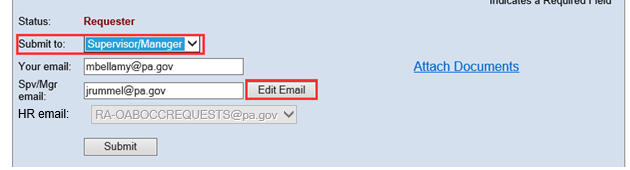 Indicates a Required Field
Status: Requester
Submit to: Supervisor/Manager
Your email: mbellamy@pa.gov
Attach Documents
Spv/Mgr
email: jrummel@pa.gov Edit Email
HR email: RA-OABOCCREQUESTS@pa.gov
Submit